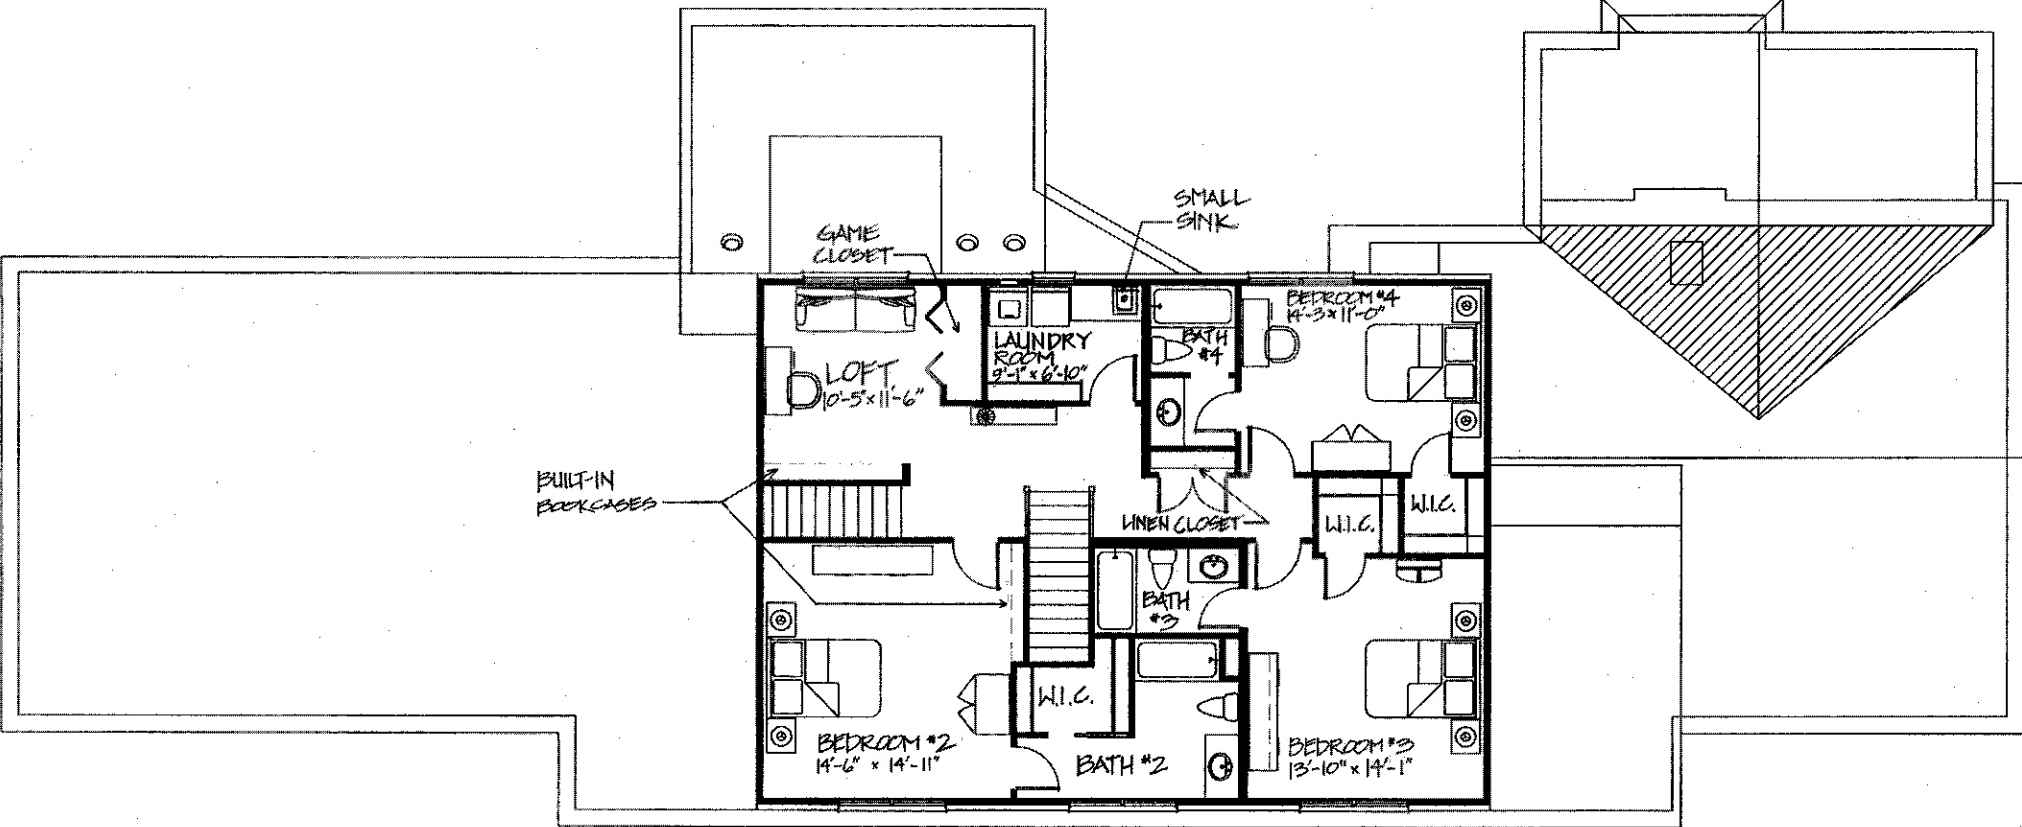 SMALL
SINK
GAME
CLOSET
BEDROOM #4
14'-3 x 11'-0"
LAUNDRY
ROOM
9'-1" x 6'-10"
BATH
#4
LOFT
10'-5 x 11'-6"
BUILT-IN
BOOKCASES
LINEN CLOSET
W.I.C.
W.I.C.
BATH
#3
W.I.C.
BEDROOM #2
14'-6" x 14'-11"
BATH #2
BEDROOM #3
13'-10" x 14'-1"